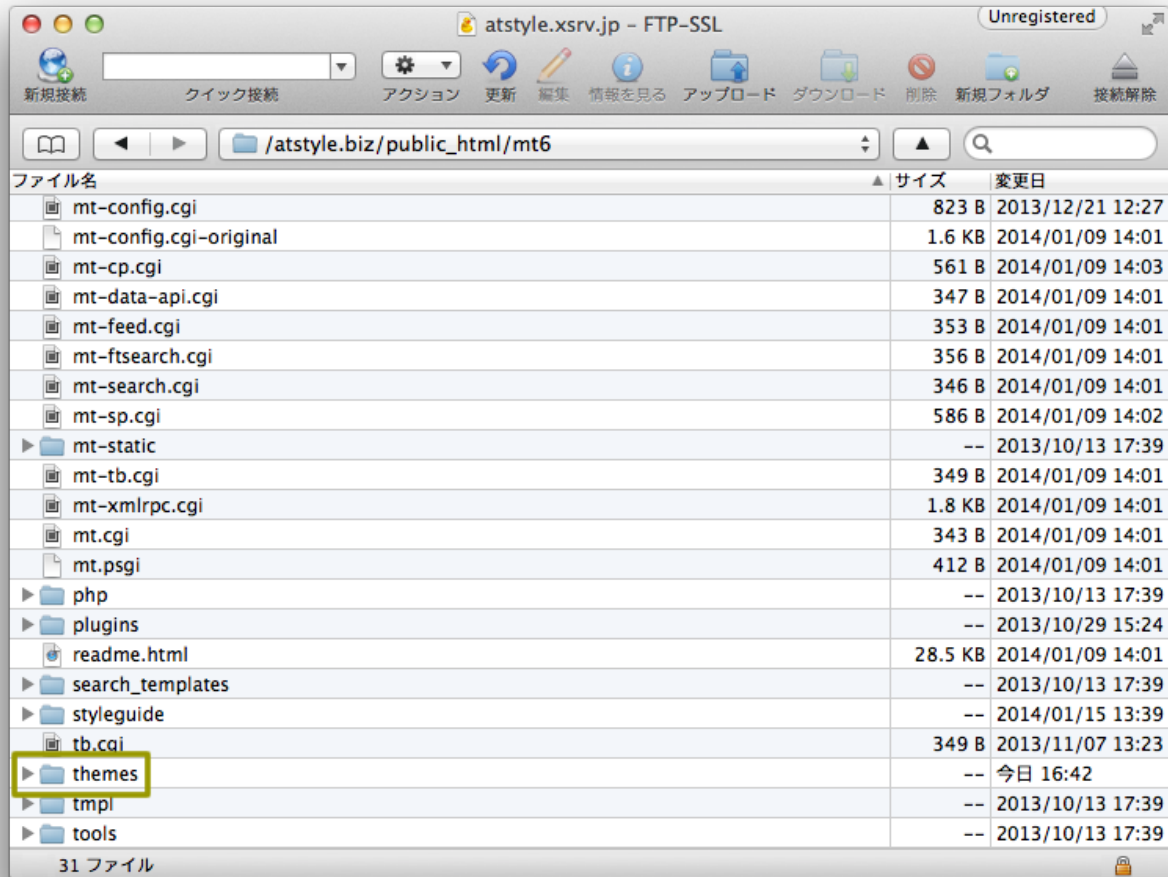 atstyle.xsrv.jp – FTP-SSL
Unregistered
新規接続 クイック接続 アクション 更新 編集 情報を見る アップロード ダウンロード 削除 新規フォルダ 接続解除
/atstyle.biz/public_html/mt6
ファイル名 サイズ 変更日
mt-config.cgi 823 B 2013/12/21 12:27
mt-config.cgi-original 1.6 KB 2014/01/09 14:01
mt-cp.cgi 561 B 2014/01/09 14:03
mt-data-api.cgi 347 B 2014/01/09 14:01
mt-feed.cgi 353 B 2014/01/09 14:01
mt-ftsearch.cgi 356 B 2014/01/09 14:01
mt-search.cgi 346 B 2014/01/09 14:01
mt-sp.cgi 586 B 2014/01/09 14:02
mt-static -- 2013/10/13 17:39
mt-tb.cgi 349 B 2014/01/09 14:01
mt-xmlrpc.cgi 1.8 KB 2014/01/09 14:01
mt.cgi 343 B 2014/01/09 14:01
mt.psgi 412 B 2014/01/09 14:01
php -- 2013/10/13 17:39
plugins -- 2013/10/29 15:24
readme.html 28.5 KB 2014/01/09 14:01
search_templates -- 2013/10/13 17:39
styleguide -- 2014/01/15 13:39
tb.cgi 349 B 2013/11/07 13:23
themes -- 今日 16:42
tmpl -- 2013/10/13 17:39
tools -- 2013/10/13 17:39
31 ファイル